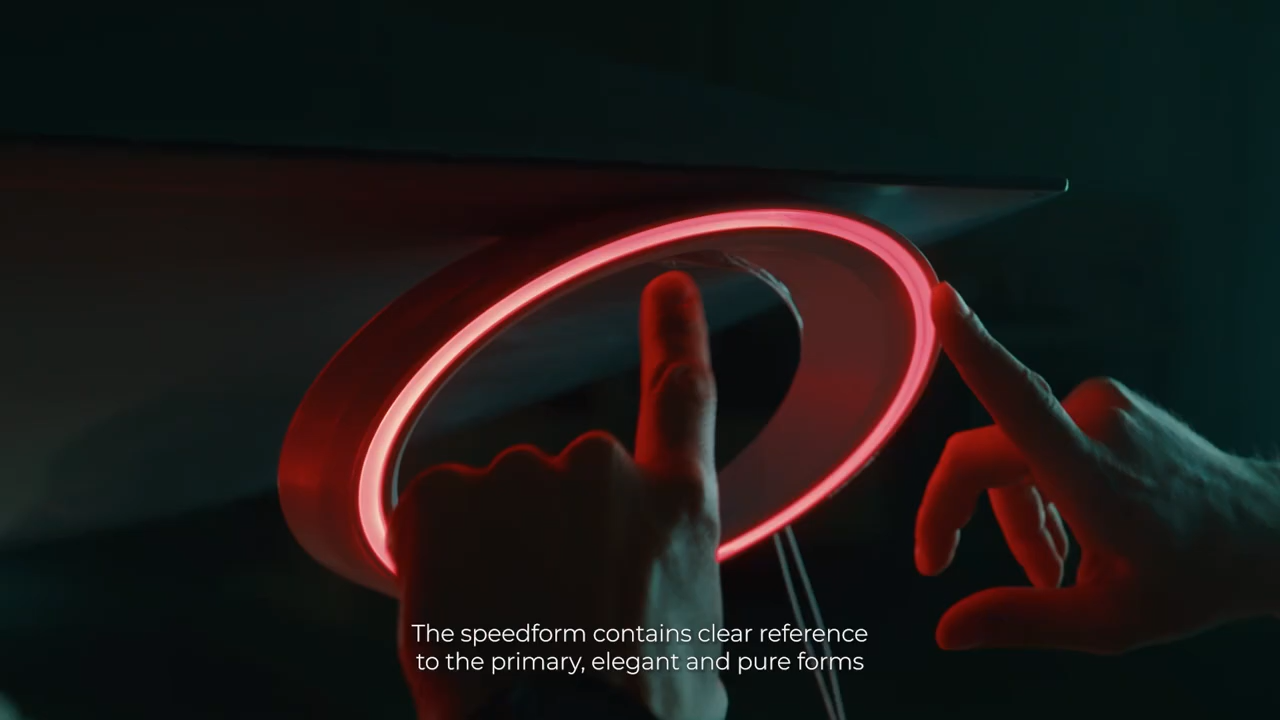 The speedform contains clear reference
to the primary, elegant and pure forms